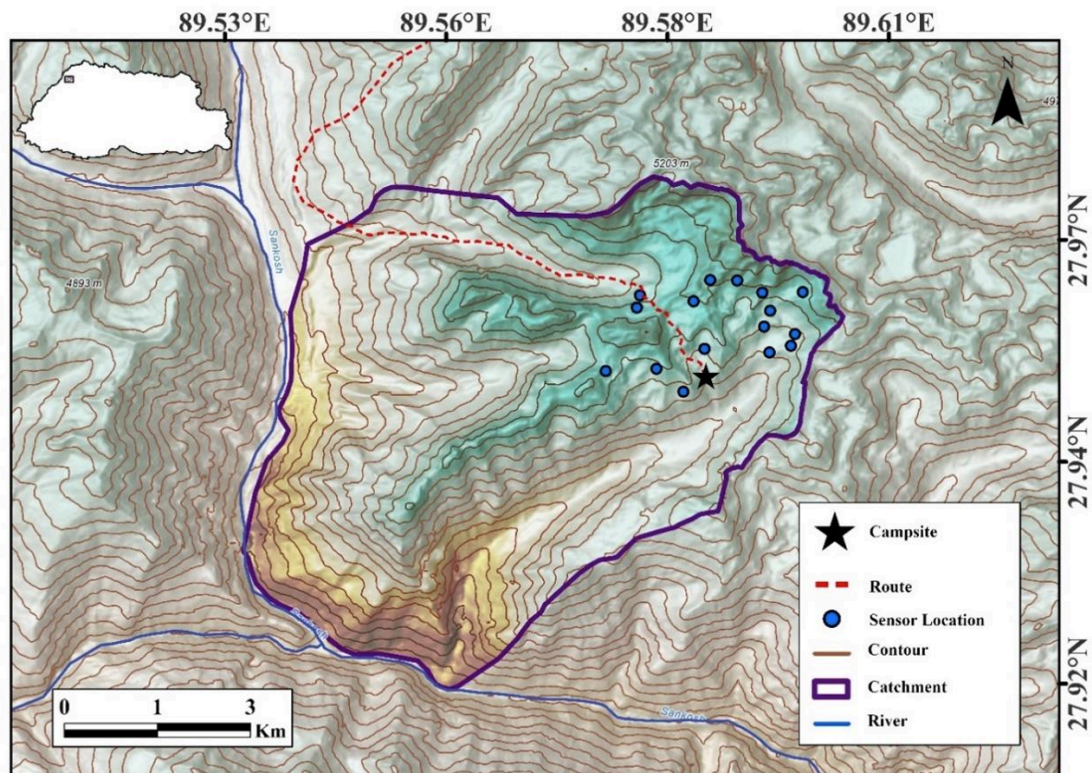 89.53°E 89.56°E 89.58°E 89.61°E
N
5203 m
27.97°N
Sankosh
4893 m
27.94°N
Campsite
Route
Sensor Location
Contour
Catchment
River
27.92°N
Sankosh
0 1 3
Km